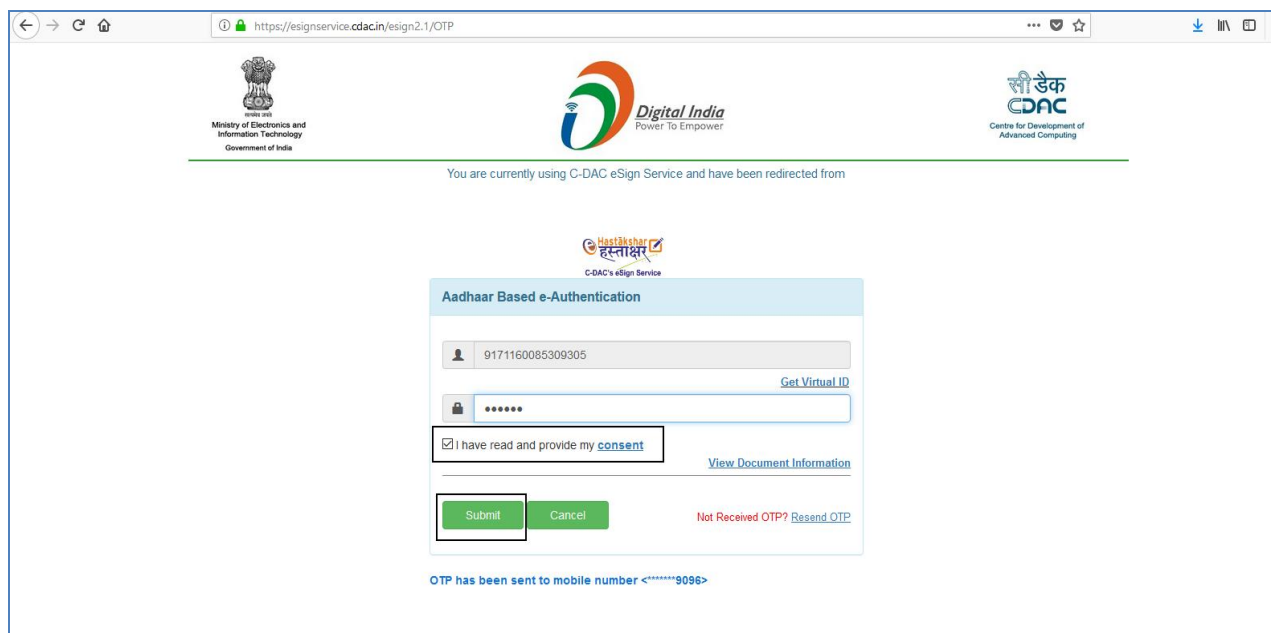 https://esignservice.cdac.in/esign2.1/OTP
सत्यमेव जयते
Ministry of Electronics and
Information Technology
Government of India
Digital India
Power To Empower
सी डैक
CDAC
Centre for Development of
Advanced Computing
You are currently using C-DAC eSign Service and have been redirected from
e Hastākshar
हस्ताक्षर
C-DAC's eSign Service
Aadhaar Based e-Authentication
9171160085309305
Get Virtual ID
••••••
I have read and provide my consent
View Document Information
Submit Cancel Not Received OTP? Resend OTP
OTP has been sent to mobile number <*******9096>